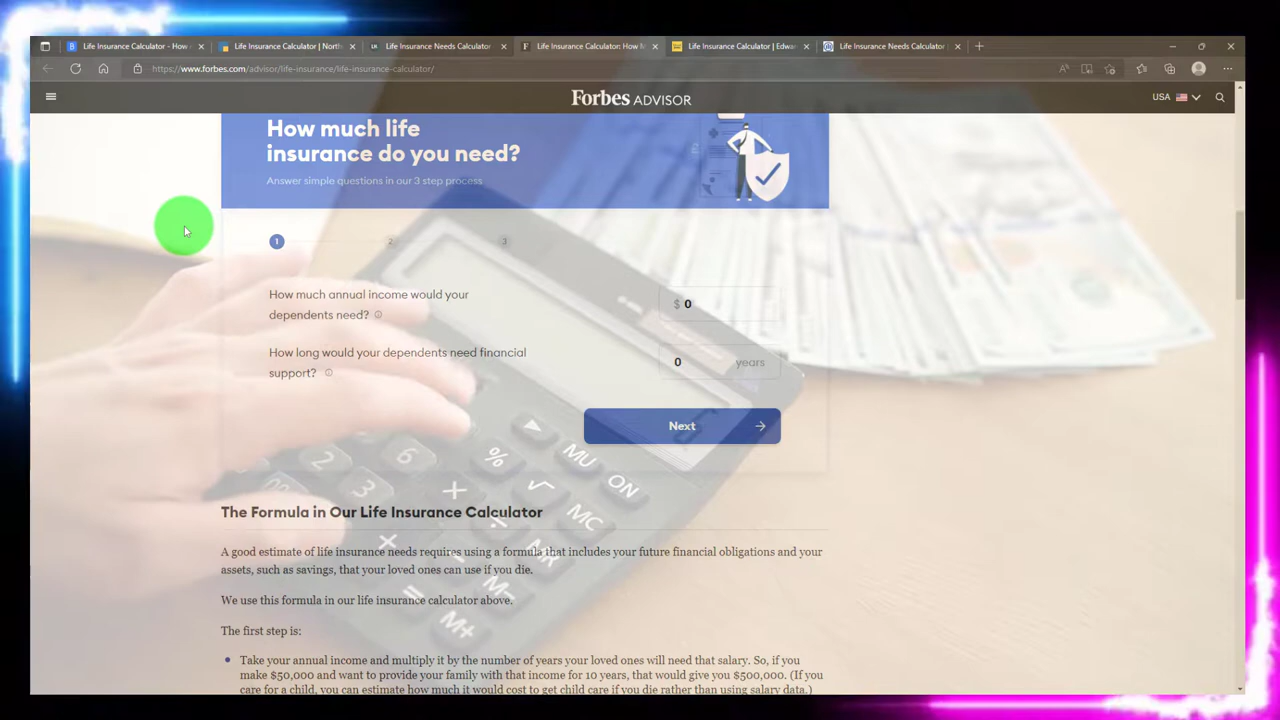 Life Insurance Calculator - How
Life Insurance Calculator | North
Life Insurance Needs Calculator
Life Insurance Calculator: How M
Life Insurance Calculator | Edwar
Life Insurance Needs Calculator
https://www.forbes.com/advisor/life-insurance/life-insurance-calculator/
Forbes ADVISOR
USA
How much life
insurance do you need?
Answer simple questions in our 3 step process
1 2 3
How much annual income would your
dependents need?
$ 0
How long would your dependents need financial
support?
0 years
Next
The Formula in Our Life Insurance Calculator
A good estimate of life insurance needs requires using a formula that includes your future financial obligations and your
assets, such as savings, that your loved ones can use if you die.
We use this formula in our life insurance calculator above.
The first step is:
Take your annual income and multiply it by the number of years your loved ones will need that salary. So, if you
make $50,000 and want to provide your family with that income for 10 years, that would give you $500,000. (If you
care for a child, you can estimate how much it would cost to get child care if you die rather than using salary data.)
2 6 % MU ON
00 3 + √ MC
× ÷ MR
= − M-
M+